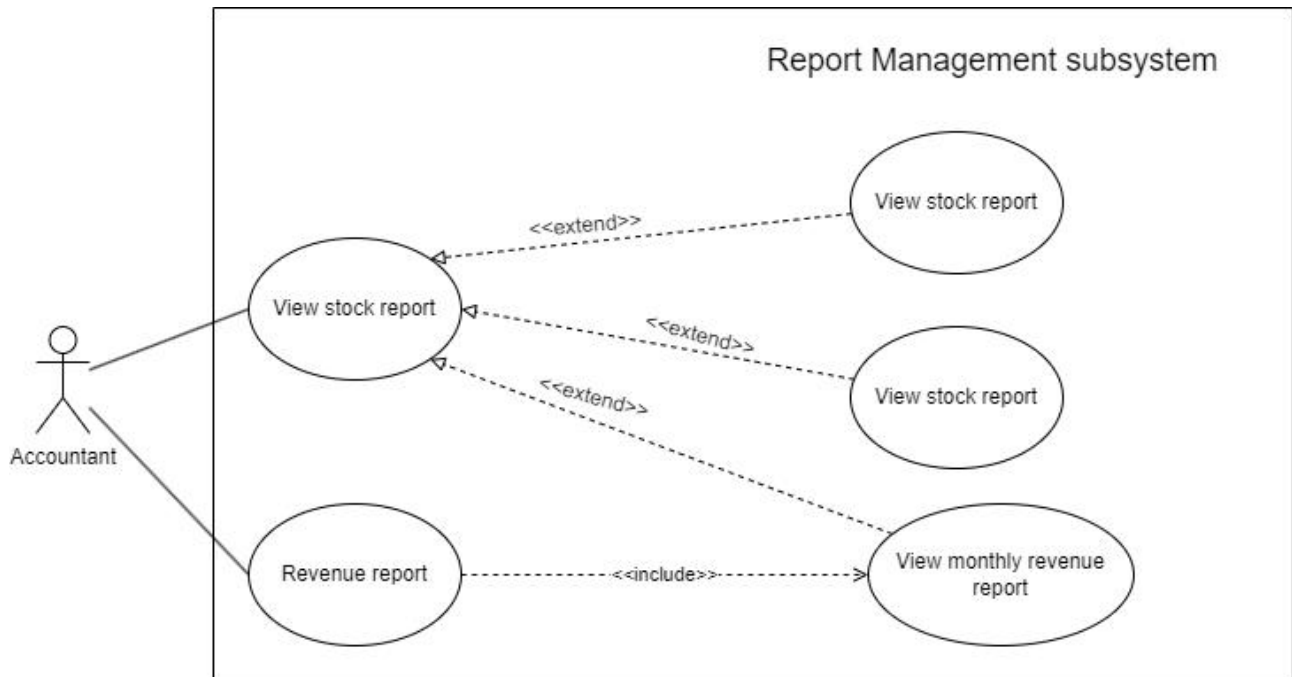 Report Management subsystem
View stock report
<<extend>>
View stock report
<<extend>>
<<extend>>
View stock report
Accountant
Revenue report
<<include>>
View monthly revenue
report